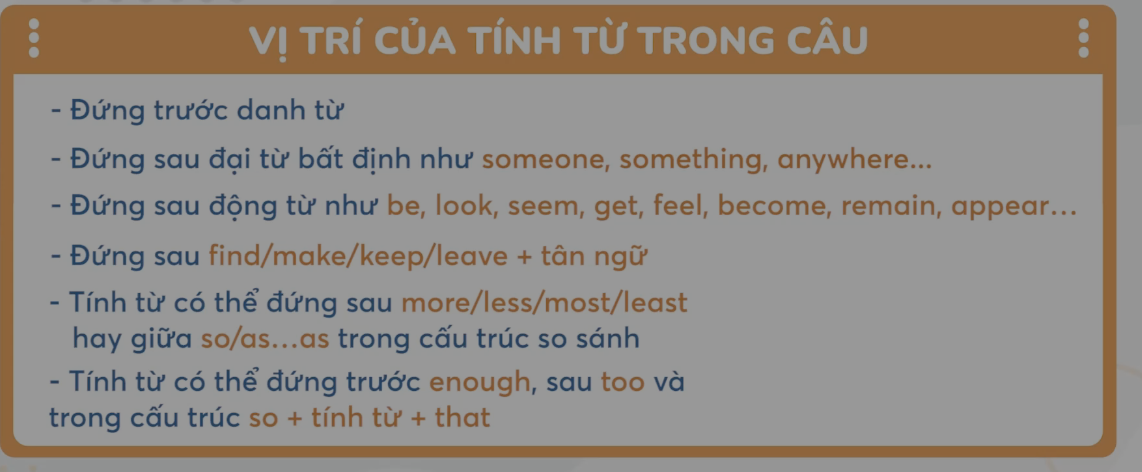 VỊ TRÍ CỦA TÍNH TỪ TRONG CÂU
- Đứng trước danh từ
- Đứng sau đại từ bất định như someone, something, anywhere...
- Đứng sau động từ như be, look, seem, get, feel, become, remain, appear...
- Đứng sau find/make/keep/leave + tân ngữ
- Tính từ có thể đứng sau more/less/most/least
hay giữa so/as...as trong cấu trúc so sánh
- Tính từ có thể đứng trước enough, sau too và
trong cấu trúc so + tính từ + that